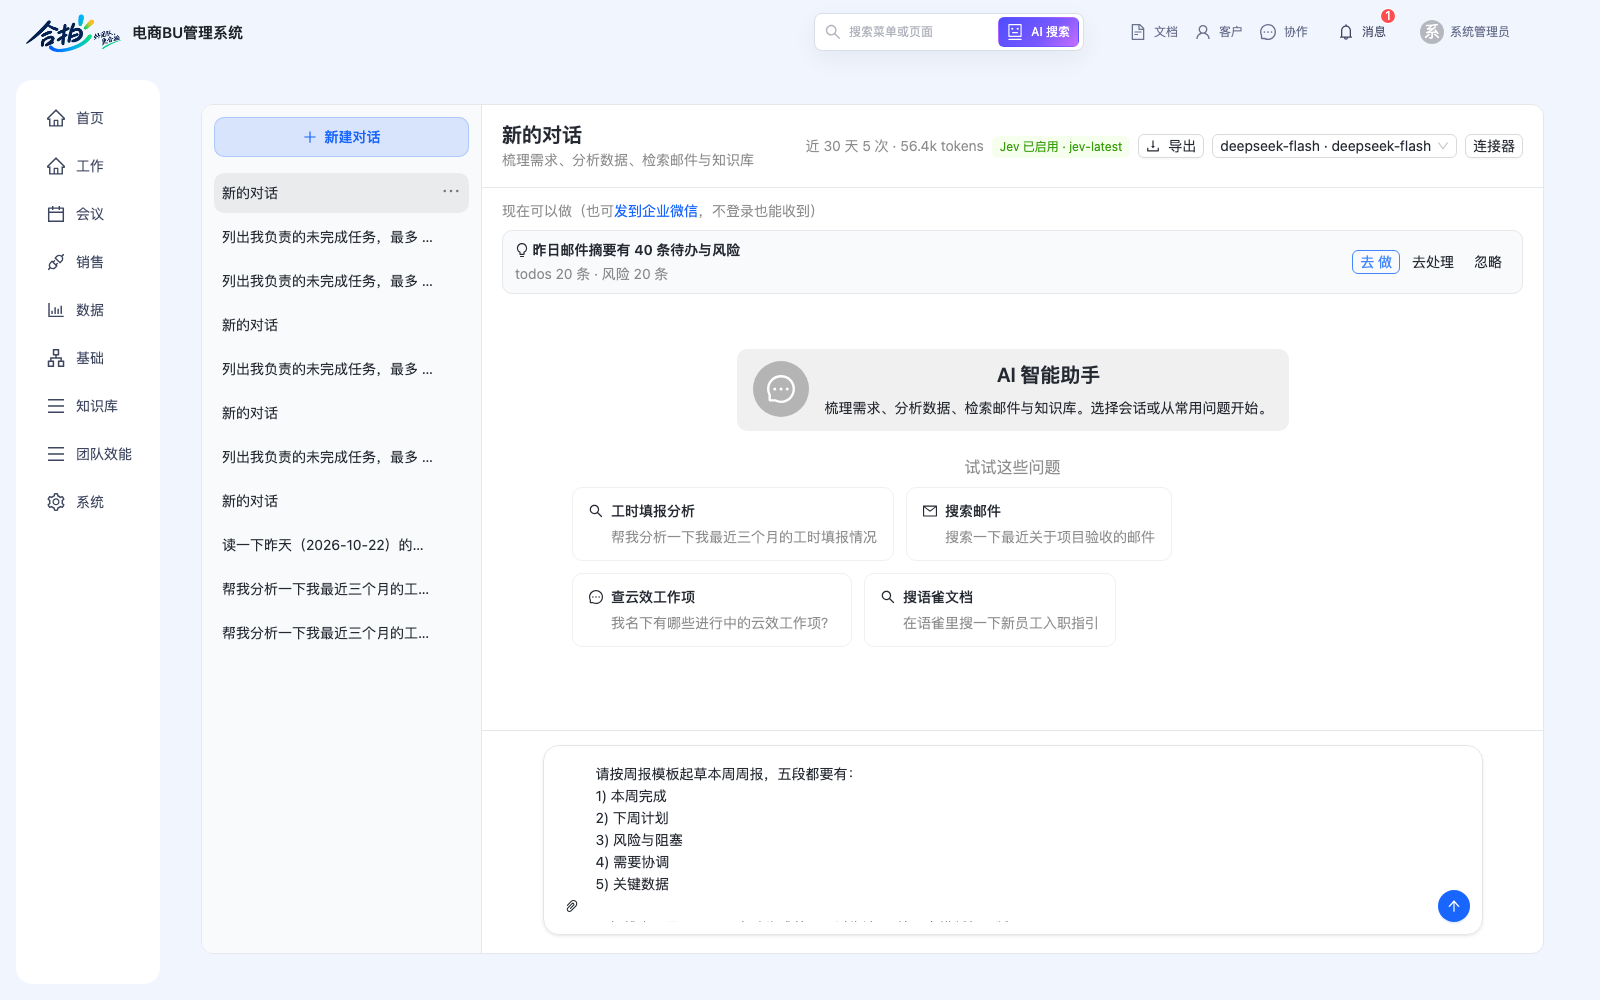 合拍
电商BU管理系统
搜索菜单或页面
AI 搜索
文档
客户
协作
消息
1
系
系统管理员
首页
工作
会议
销售
数据
基础
知识库
团队效能
系统
新建对话
新的对话
列出我负责的未完成任务，最多 ...
列出我负责的未完成任务，最多 ...
新的对话
列出我负责的未完成任务，最多 ...
新的对话
列出我负责的未完成任务，最多 ...
新的对话
读一下昨天（2026-10-22）的...
帮我分析一下我最近三个月的工...
帮我分析一下我最近三个月的工...
新的对话
梳理需求、分析数据、检索邮件与知识库
近 30 天 5 次 · 56.4k tokens
Jev 已启用 · jev-latest
导出
deepseek-flash · deepseek-flash
连接器
现在可以做（也可发到企业微信，不登录也能收到）
昨日邮件摘要有 40 条待办与风险
todos 20 条 · 风险 20 条
去 做
去处理
忽略
AI 智能助手
梳理需求、分析数据、检索邮件与知识库。选择会话或从常用问题开始。
试试这些问题
工时填报分析
帮我分析一下我最近三个月的工时填报情况
搜索邮件
搜索一下最近关于项目验收的邮件
查云效工作项
我名下有哪些进行中的云效工作项?
搜语雀文档
在语雀里搜一下新员工入职指引
请按周报模板起草本周周报，五段都要有：
1) 本周完成
2) 下周计划
3) 风险与阻塞
4) 需要协调
5) 关键数据